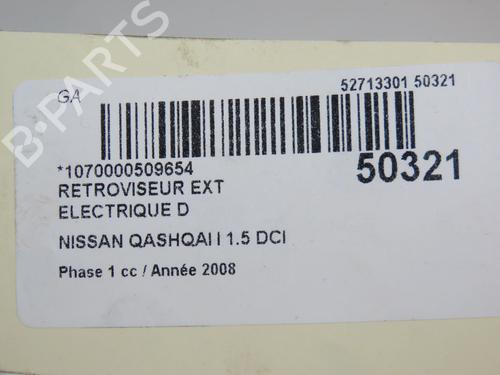 B-PARTS
GA
52713301 50321
*1070000509654
50321
RETROVISEUR EXT
ELECTRIQUE D
NISSAN QASHQAI I 1.5 DCI
Phase 1 cc / Année 2008